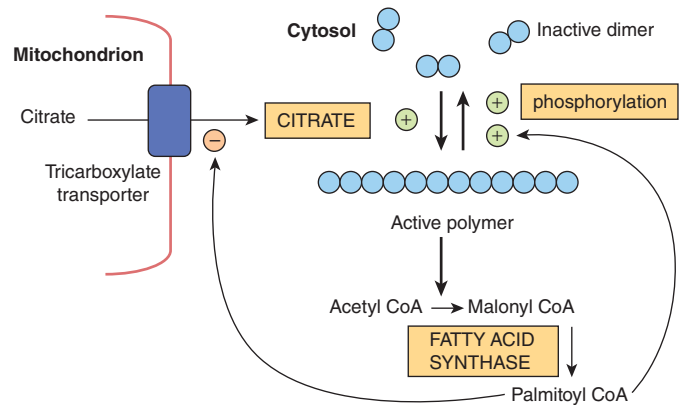 Cytosol
Inactive dimer
Mitochondrion
+
phosphorylation
Citrate
CITRATE
+
+
−
Tricarboxylate
transporter
Active polymer
Acetyl CoA → Malonyl CoA
FATTY ACID
SYNTHASE
Palmitoyl CoA